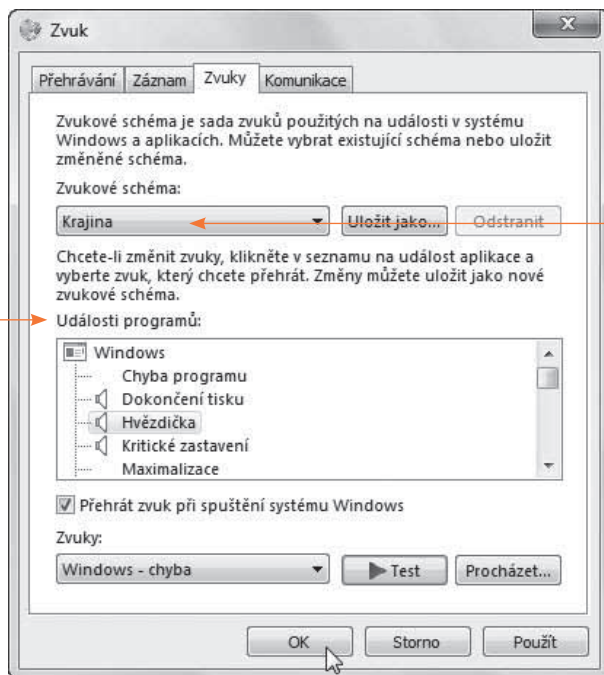 Zvuk
Přehrávání Záznam Zvuky Komunikace
Zvukové schéma je sada zvuků použitých na události v systému
Windows a aplikacích. Můžete vybrat existující schéma nebo uložit
změněné schéma.
Zvukové schéma:
Krajina Uložit jako... Odstranit
Chcete-li změnit zvuky, klikněte v seznamu na událost aplikace a
vyberte zvuk, který chcete přehrát. Změny můžete uložit jako nové
zvukové schéma.
Události programů:
Windows
Chyba programu
Dokončení tisku
Hvězdička
Kritické zastavení
Maximalizace
Přehrát zvuk při spuštění systému Windows
Zvuky:
Windows - chyba Test Procházet...
OK Storno Použít